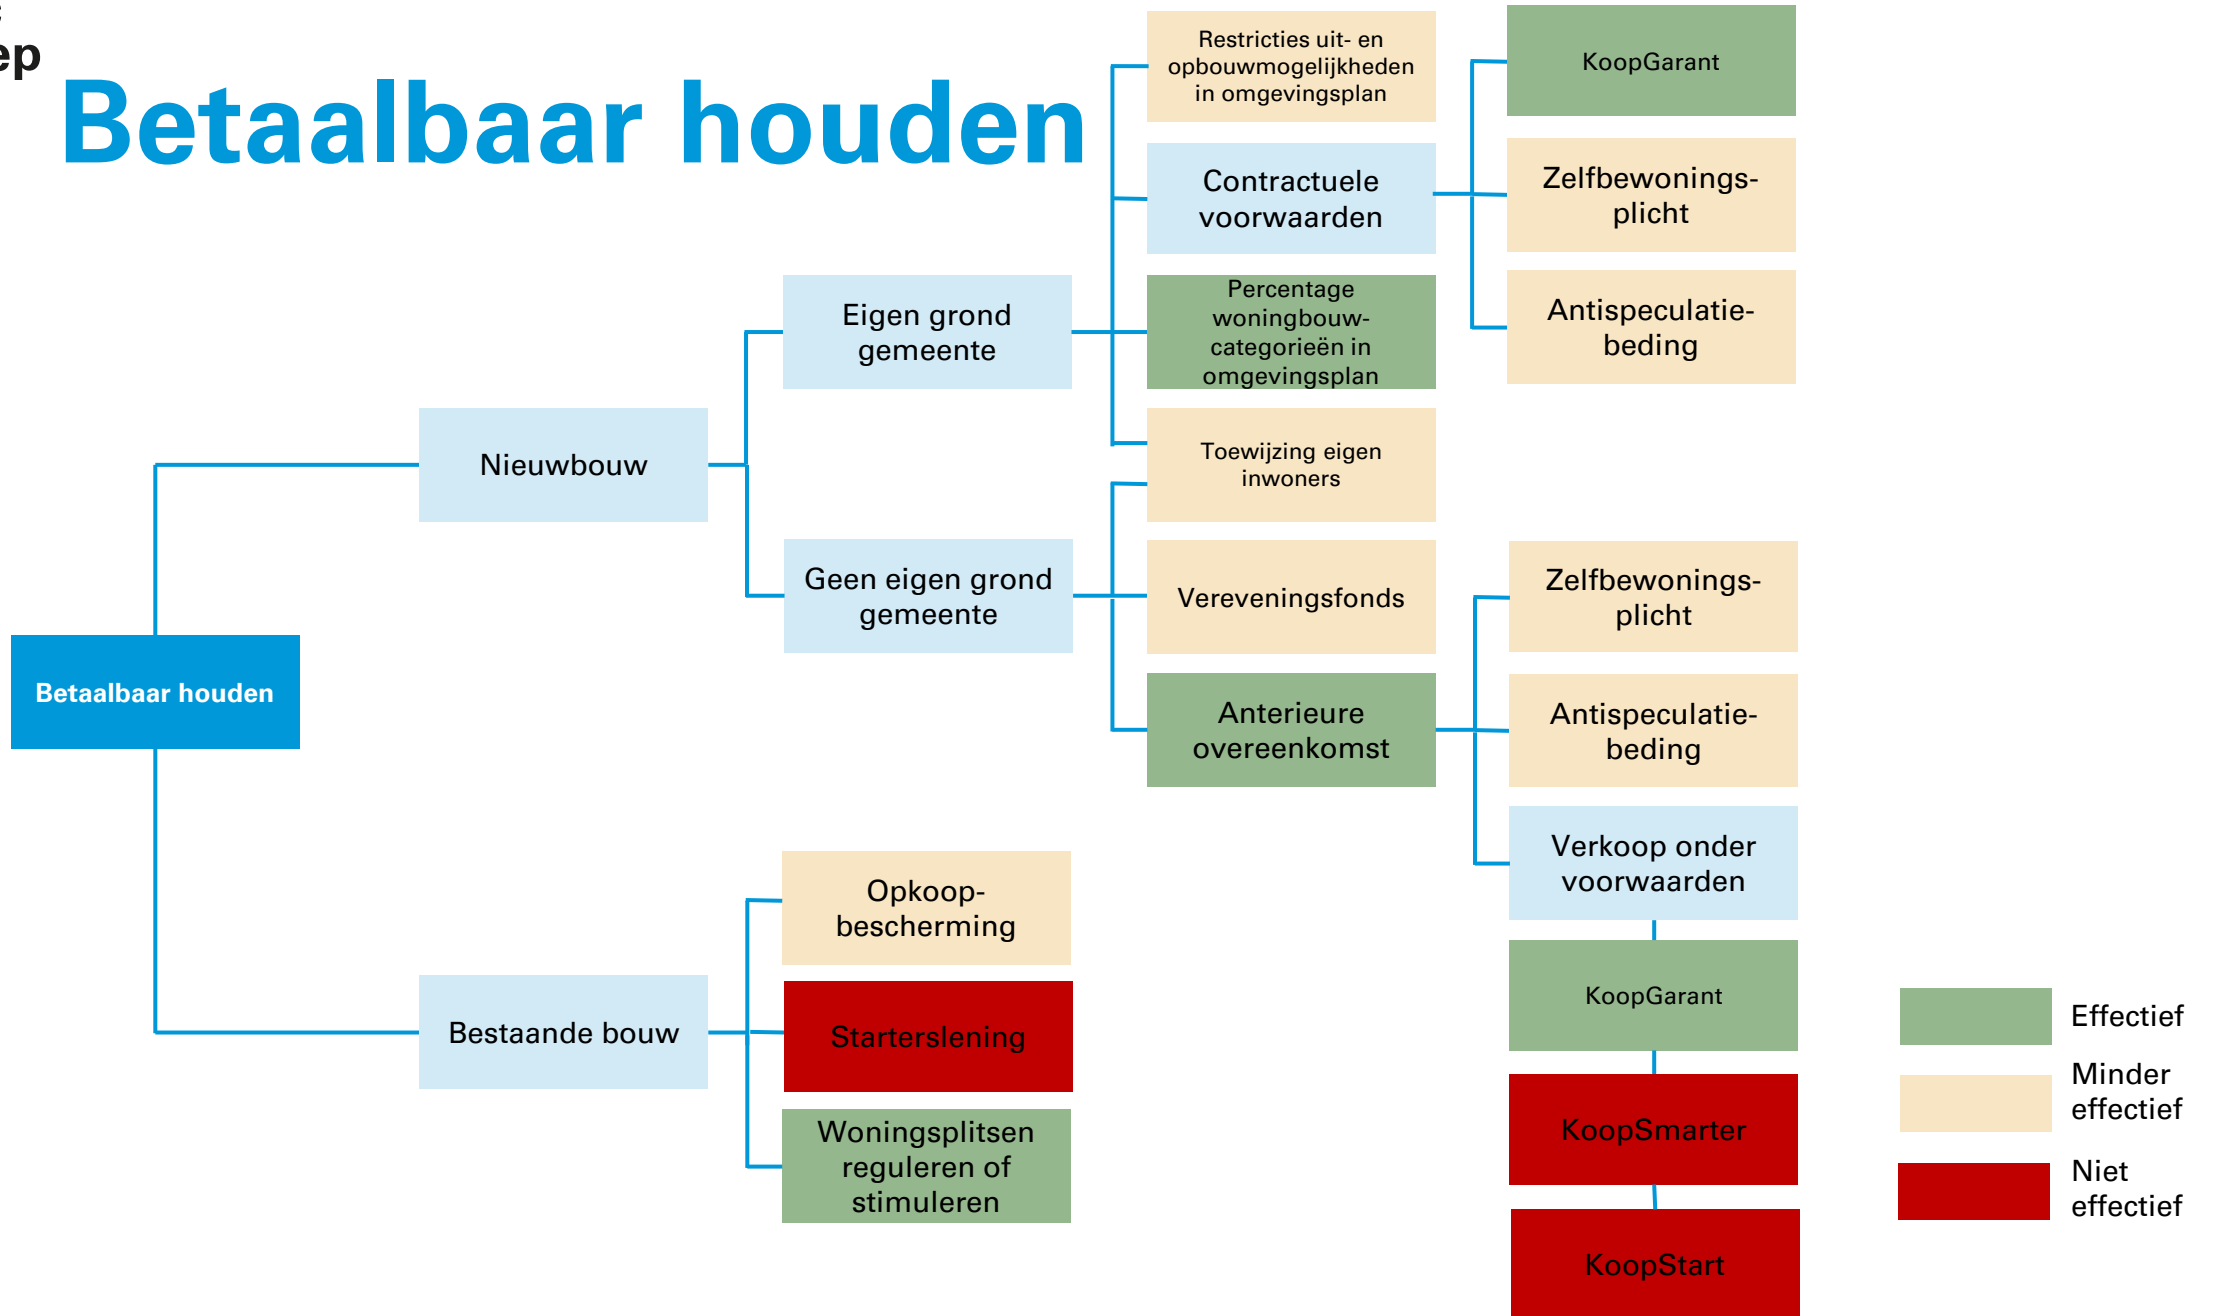 ep
Betaalbaar houden
Restricties uit- en
opbouwmogelijkheden
in omgevingsplan
KoopGarant
Contractuele
voorwaarden
Zelfbewonings-
plicht
Eigen grond
gemeente
Percentage
woningbouw-
categorieën in
omgevingsplan
Antispeculatie-
beding
Nieuwbouw
Toewijzing eigen
inwoners
Geen eigen grond
gemeente
Vereveningsfonds
Zelfbewonings-
plicht
Betaalbaar houden
Anterieure
overeenkomst
Antispeculatie-
beding
Verkoop onder
voorwaarden
Opkoop-
bescherming
KoopGarant
Bestaande bouw
Starterslening
KoopSmarter
Woningsplitsen
reguleren of
stimuleren
KoopStart
Effectief
Minder
effectief
Niet
effectief